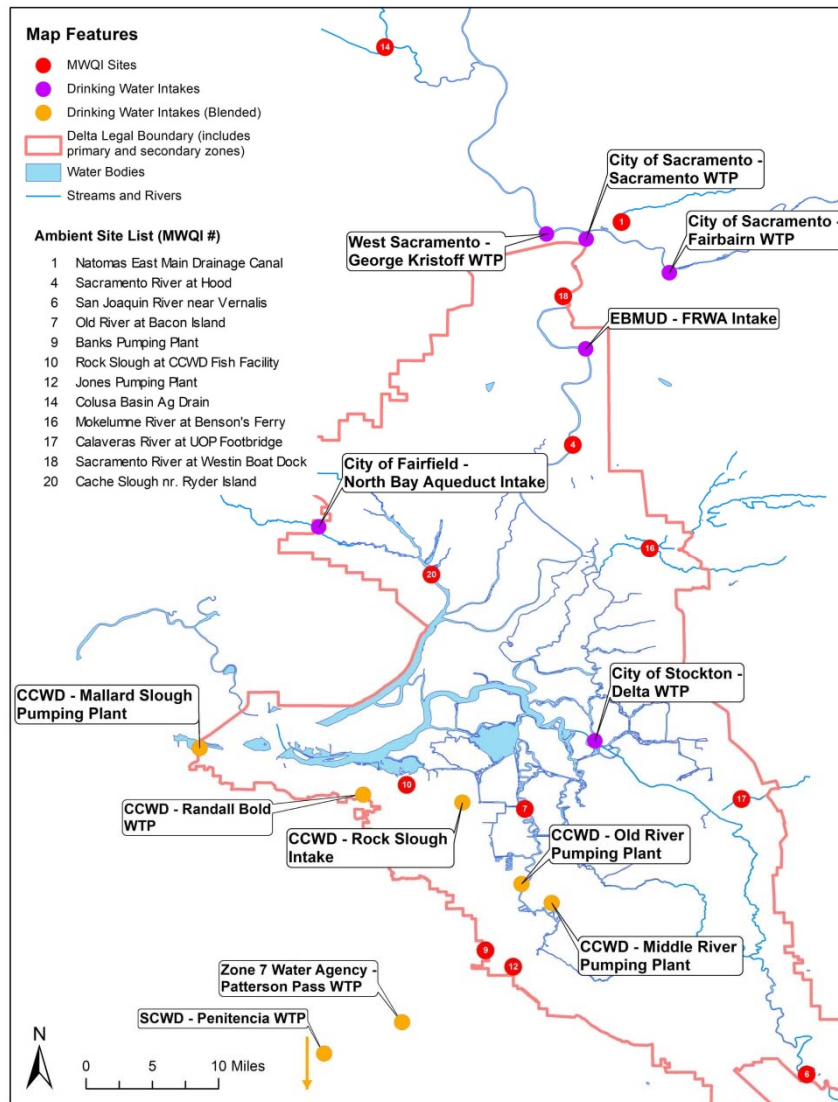 Map Features
MWQI Sites
Drinking Water Intakes
Drinking Water Intakes (Blended)
Delta Legal Boundary (includes
primary and secondary zones)
Water Bodies
Streams and Rivers
Ambient Site List (MWQI #)
1 Natomas East Main Drainage Canal
4 Sacramento River at Hood
6 San Joaquin River near Vernalis
7 Old River at Bacon Island
9 Banks Pumping Plant
10 Rock Slough at CCWD Fish Facility
12 Jones Pumping Plant
14 Colusa Basin Ag Drain
16 Mokelumne River at Benson's Ferry
17 Calaveras River at UOP Footbridge
18 Sacramento River at Westin Boat Dock
20 Cache Slough nr. Ryder Island
14
City of Sacramento -
Sacramento WTP
1
West Sacramento -
George Kristoff WTP
City of Sacramento -
Fairbairn WTP
18
EBMUD - FRWA Intake
4
City of Fairfield -
North Bay Aqueduct Intake
16
20
CCWD - Mallard Slough
Pumping Plant
City of Stockton -
Delta WTP
10
CCWD - Randall Bold
WTP
17
7
CCWD - Rock Slough
Intake
CCWD - Old River
Pumping Plant
CCWD - Middle River
Pumping Plant
9
12
Zone 7 Water Agency -
Patterson Pass WTP
SCWD - Penitencia WTP
6
N
0 5 10 Miles